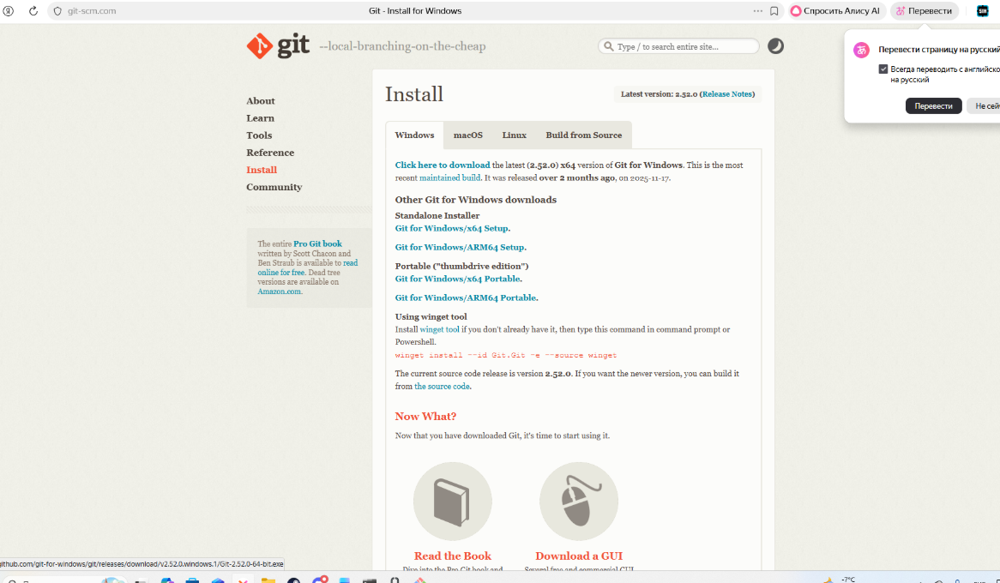 git-scm.com
Git - Install for Windows
Спросить Алису AI
Перевести
SIH
git --local-branching-on-the-cheap
Type / to search entire site...
Перевести страницу на русский
Всегда переводить с английско
на русский
Перевести
Не сей
About
Learn
Tools
Reference
Install
Community
The entire Pro Git book
written by Scott Chacon and
Ben Straub is available to read
online for free. Dead tree
versions are available on
Amazon.com.
Install
Latest version: 2.52.0 (Release Notes)
Windows
macOS
Linux
Build from Source
Click here to download the latest (2.52.0) x64 version of Git for Windows. This is the most
recent maintained build. It was released over 2 months ago, on 2025-11-17.
Other Git for Windows downloads
Standalone Installer
Git for Windows/x64 Setup.
Git for Windows/ARM64 Setup.
Portable ("thumbdrive edition")
Git for Windows/x64 Portable.
Git for Windows/ARM64 Portable.
Using winget tool
Install winget tool if you don't already have it, then type this command in command prompt or
Powershell.
winget install --id Git.Git -e --source winget
The current source code release is version 2.52.0. If you want the newer version, you can build it
from the source code.
Now What?
Now that you have downloaded Git, it's time to start using it.
Read the Book
Dive into the Pro Git book and
Download a GUI
Several free and commercial GUI
github.com/git-for-windows/git/releases/download/v2.52.0.windows.1/Git-2.52.0-64-bit.exe
-7°C